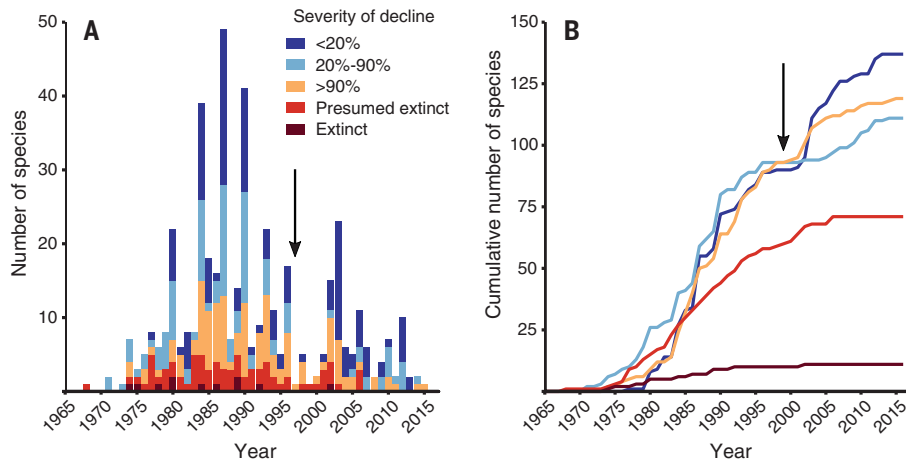 A
Severity of decline
<20%
20%-90%
>90%
Presumed extinct
Extinct
Number of species
50
40
30
20
10
1965 1970 1975 1980 1985 1990 1995 2000 2005 2010 2015
Year
B
Cumulative number of species
150
125
100
75
50
25
1965 1970 1975 1980 1985 1990 1995 2000 2005 2010 2015
Year